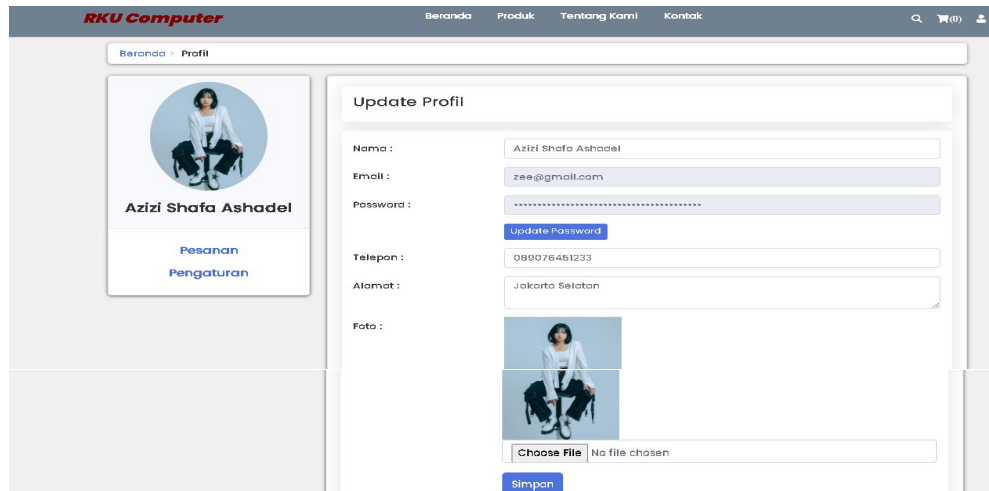 RKU Computer Beranda Produk Tentang Kami Kontak (0)
Beranda > Profil
Azizi Shafa Ashadel
Pesanan
Pengaturan
Update Profil
Nama : Azizi Shafa Ashadel
Email : zee@gmail.com
Password : ****************************************
Update Password
Telepon : 089076451233
Alamat : Jakarta Selatan
Foto :
Choose File No file chosen
Simpan